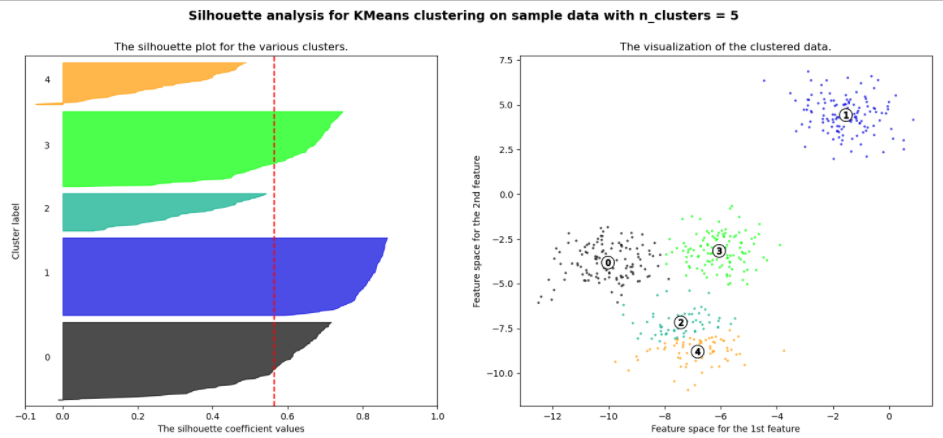 Silhouette analysis for KMeans clustering on sample data with n_clusters = 5
The silhouette plot for the various clusters.
4
3
2
1
0
Cluster label
−0.1 0.0 0.2 0.4 0.6 0.8 1.0
The silhouette coefficient values
The visualization of the clustered data.
7.5
5.0
2.5
0.0
−2.5
−5.0
−7.5
−10.0
Feature space for the 2nd feature
1
0
3
2
4
−12 −10 −8 −6 −4 −2 0
Feature space for the 1st feature